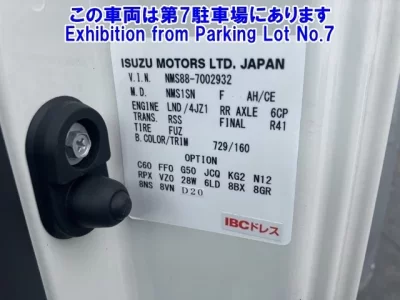 この車両は第7駐車場にあります
Exhibition from Parking Lot No.7
ISUZU MOTORS LTD. JAPAN
V.I.N. NMS88-7002932
M.D. NMS1SN F AH/CE
ENGINE LND/4JZ1 RR AXLE 6CP
TRANS. RSS FINAL R41
TIRE FUZ
B.COLOR/TRIM 729/160
OPTION
C60 FF0 G50 JCQ KG2 N12
RPX VZ0 28W 6LD 8BX 8GR
8NS 8VN D20
IBCドレス